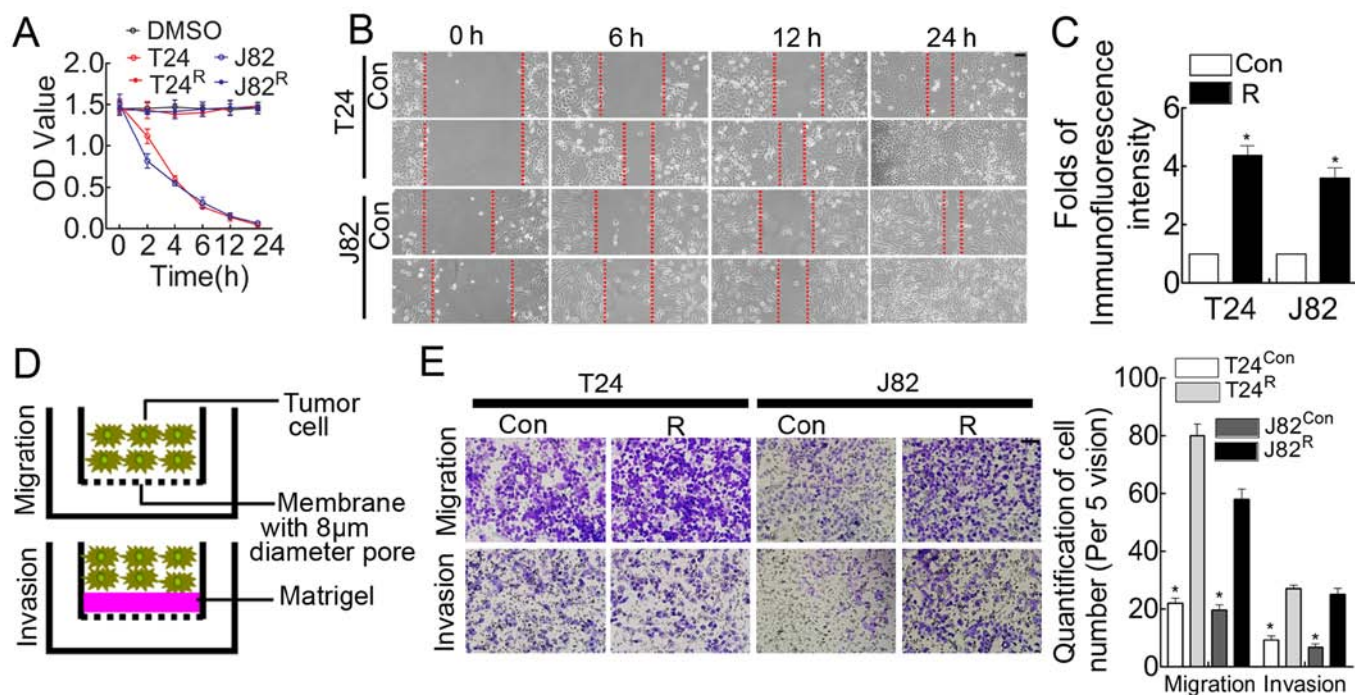 A
DMSO
T24
J82
T24R
J82R
OD Value
2.0
1.5
1.0
0.5
0.0
0 2 4 6 12 24
Time(h)
B
0 h 6 h 12 h 24 h
T24
Con
J82
Con
C
Con
R
Folds of
Immunofluorescence
intensity
6
4
2
0
*
*
T24 J82
D
Migration
Tumor
cell
Membrane
with 8μm
diameter pore
Invasion
Matrigel
E
T24 J82
Con R Con R
Migration
Invasion
Quantification of cell
number (Per 5 vision)
100
80
60
40
20
0
T24Con
T24R
J82Con
J82R
*
*
*
*
Migration Invasion